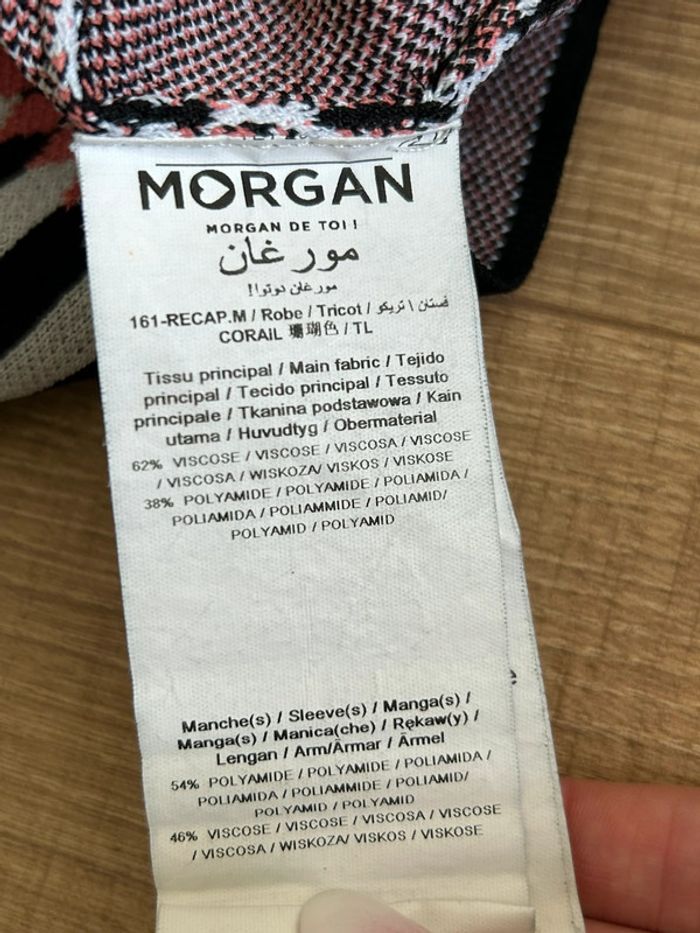 MORGAN
MORGAN DE TOI !
مورغان
مورغان دوتوا!
161-RECAP.M / Robe / Tricot / فستان \ تريكو
CORAIL 珊瑚色 / TL
Tissu principal / Main fabric / Tejido
principal / Tecido principal / Tessuto
principale / Tkanina podstawowa / Kain
utama / Huvudtyg / Obermaterial
62% VISCOSE / VISCOSE / VISCOSA / VISCOSE
/ VISCOSA / WISKOZA/ VISKOS / VISKOSE
38% POLYAMIDE / POLYAMIDE / POLIAMIDA /
POLIAMIDA / POLIAMMIDE / POLIAMID/
POLYAMID / POLYAMID
Manche(s) / Sleeve(s) / Manga(s) /
Manga(s) / Manica(che) / Rękaw(y) /
Lengan / Arm/Ärmar / Ärmel
54% POLYAMIDE / POLYAMIDE / POLIAMIDA /
POLIAMIDA / POLIAMMIDE / POLIAMID/
POLYAMID / POLYAMID
46% VISCOSE / VISCOSE / VISCOSA / VISCOSE
/ VISCOSA / WISKOZA/ VISKOS / VISKOSE